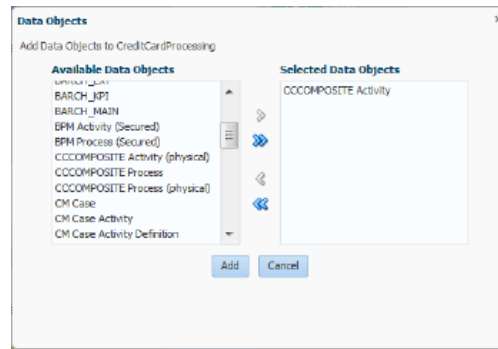 Data Objects
Add Data Objects to CreditCardProcessing
Available Data Objects
BARCH_EXT
BARCH_KPI
BARCH_MAIN
BPM Activity (Secured)
BPM Process (Secured)
CCCOMPOSITE Activity (physical)
CCCOMPOSITE Process
CCCOMPOSITE Process (physical)
CM Case
CM Case Activity
CM Case Activity Definition
Selected Data Objects
CCCOMPOSITE Activity
Add
Cancel